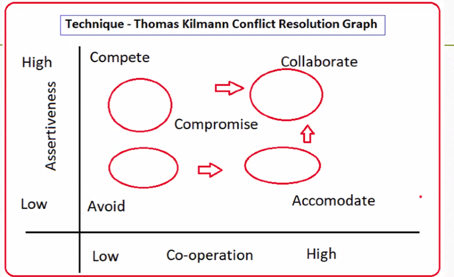 Technique - Thomas Kilmann Conflict Resolution Graph
High
Compete
Collaborate
Assertiveness
Compromise
Low
Avoid
Accomodate
Low
Co-operation
High